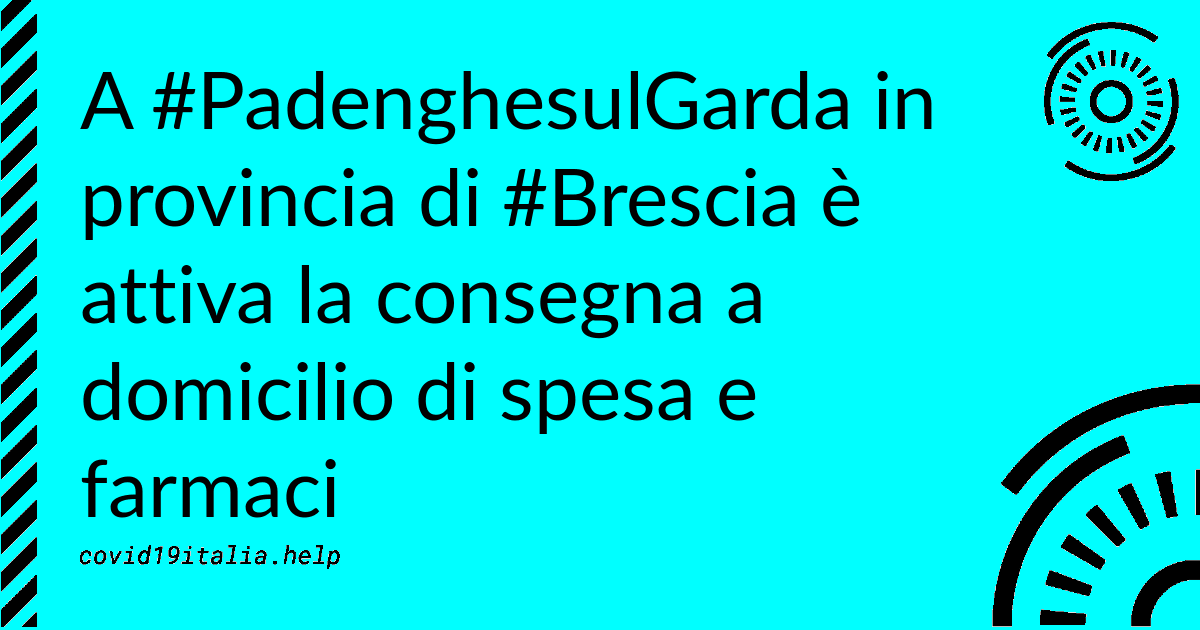 A #PadenghesulGarda in
provincia di #Brescia è
attiva la consegna a
domicilio di spesa e
farmaci
covid19italia.help